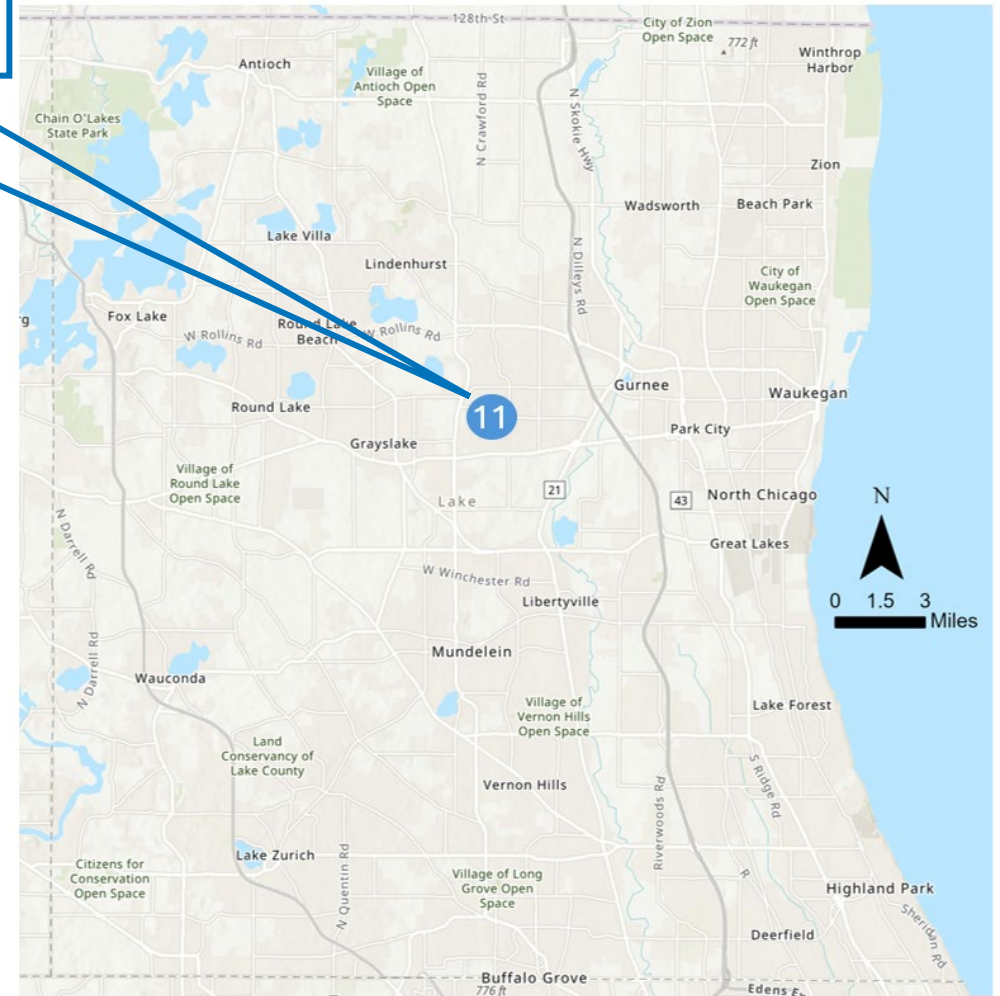 128th St
City of Zion
Open Space
772 ft
Winthrop
Harbor
Antioch
Village of
Antioch Open
Space
N Crawford Rd
N Skokie Hwy
Chain O'Lakes
State Park
Zion
Wadsworth
Beach Park
Lake Villa
Lindenhurst
N Dilleys Rd
City of
Waukegan
Open Space
rg
Fox Lake
W Rollins Rd
Round Lake
Beach
W Rollins Rd
Gurnee
Waukegan
Round Lake
11
Park City
Grayslake
Village of
Round Lake
Open Space
Lake
21
43
North Chicago
N
N Darrell Rd
Great Lakes
W Winchester Rd
Libertyville
0 1.5 3
Miles
N Darrell Rd
Mundelein
Wauconda
Village of
Vernon Hills
Open Space
Lake Forest
Land
Conservancy of
Lake County
Vernon Hills
S Ridge Rd
Riverwoods Rd
Lake Zurich
N Quentin Rd
Citizens for
Conservation
Open Space
Village of Long
Grove Open
Space
R
Highland Park
Sheridan Rd
Deerfield
Buffalo Grove
776 ft